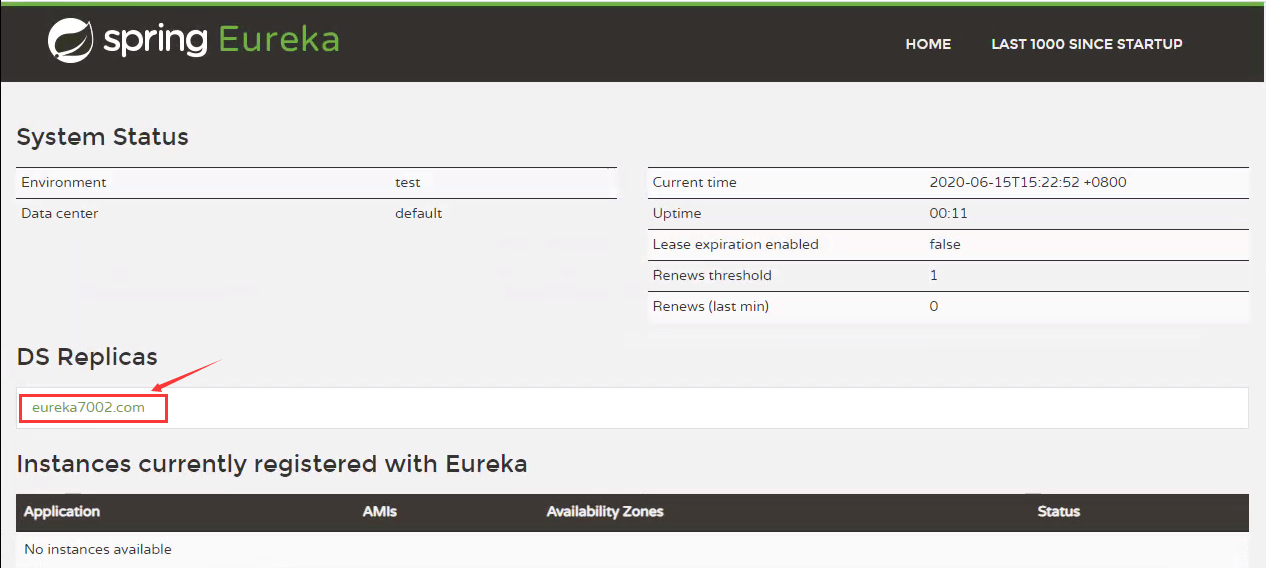 spring Eureka HOME LAST 1000 SINCE STARTUP
System Status
Environment test
Data center default
Current time 2020-06-15T15:22:52 +0800
Uptime 00:11
Lease expiration enabled false
Renews threshold 1
Renews (last min) 0
DS Replicas
eureka7002.com
Instances currently registered with Eureka
Application AMIs Availability Zones Status
No instances available